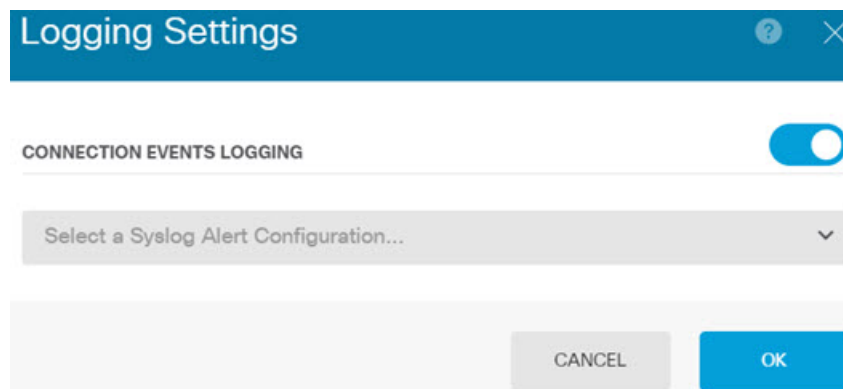 Logging Settings
?
CONNECTION EVENTS LOGGING
Select a Syslog Alert Configuration...
CANCEL
OK